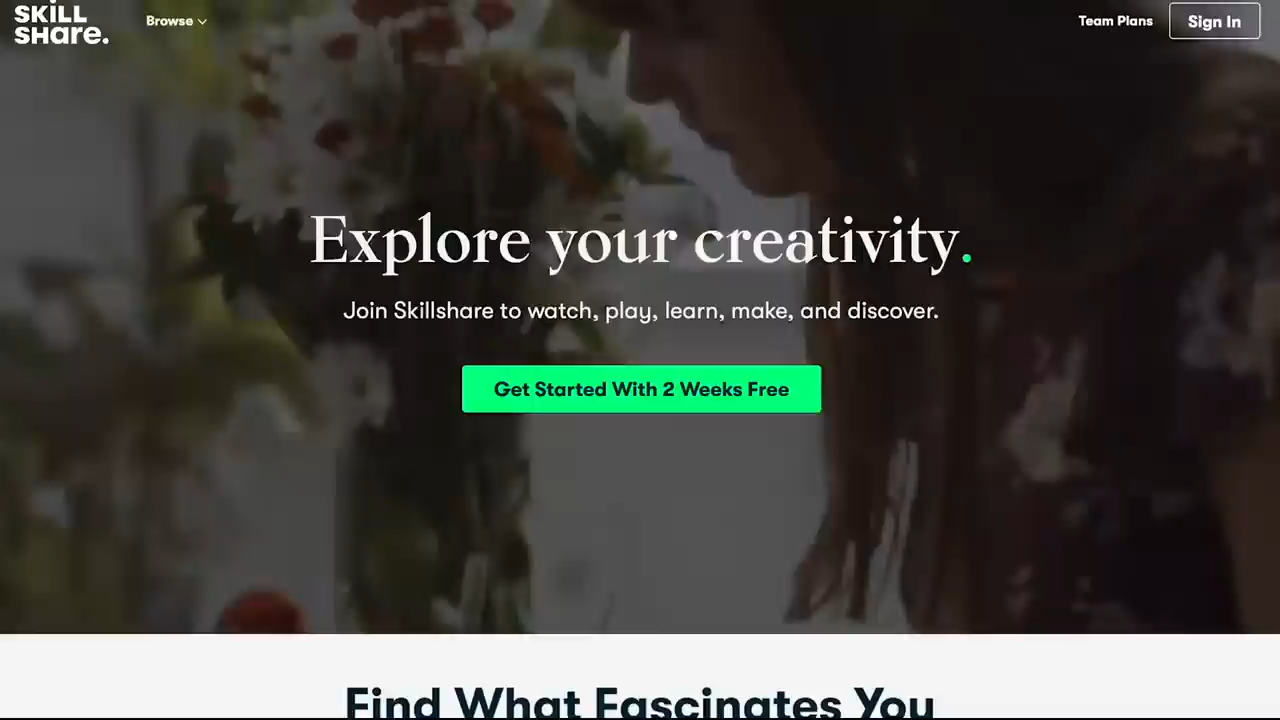 SKILL
SHare.
Browse
Team Plans
Sign In
Explore your creativity.
Join Skillshare to watch, play, learn, make, and discover.
Get Started With 2 Weeks Free
Find What Fascinates You